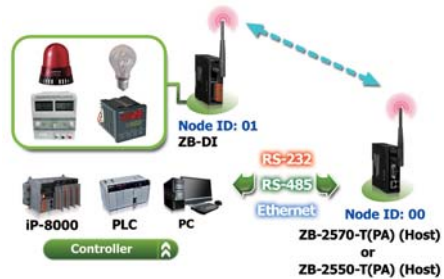 Node ID: 01
ZB-DI
RS-232
RS-485
Ethernet
iP-8000
PLC
PC
Controller
Node ID: 00
ZB-2570-T(PA) (Host)
or
ZB-2550-T(PA) (Host)